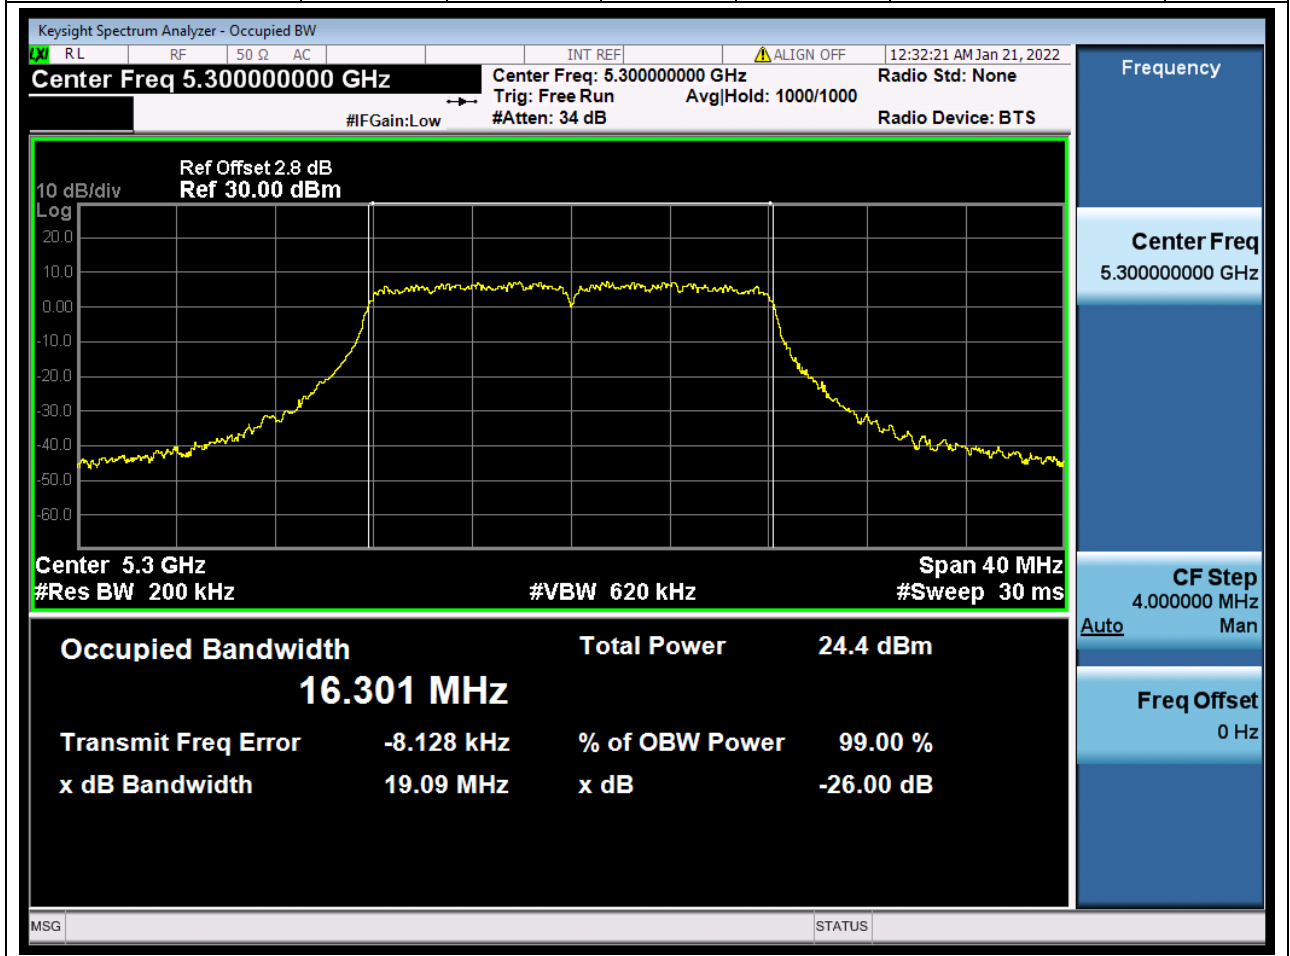 Keysight Spectrum Analyzer - Occupied BW
LXI RL RF 50 Ω AC INT REF ALIGN OFF 12:32:21 AM Jan 21, 2022
Center Freq 5.300000000 GHz Center Freq: 5.300000000 GHz Radio Std: None
Trig: Free Run Avg|Hold: 1000/1000
#IFGain:Low #Atten: 34 dB Radio Device: BTS
Ref Offset 2.8 dB
10 dB/div Ref 30.00 dBm
Log
20.0
10.0
0.00
-10.0
-20.0
-30.0
-40.0
-50.0
-60.0
Center 5.3 GHz Span 40 MHz
#Res BW 200 kHz #VBW 620 kHz #Sweep 30 ms
Occupied Bandwidth Total Power 24.4 dBm
16.301 MHz
Transmit Freq Error -8.128 kHz % of OBW Power 99.00 %
x dB Bandwidth 19.09 MHz x dB -26.00 dB
Frequency
Center Freq
5.300000000 GHz
CF Step
4.000000 MHz
Auto Man
Freq Offset
0 Hz
MSG STATUS